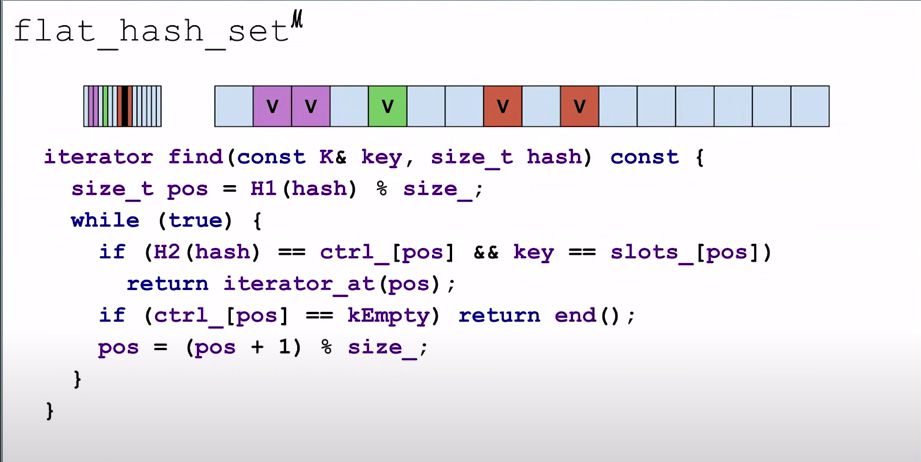 flat_hash_setᴹ
V V V V V
iterator find(const K& key, size_t hash) const {
size_t pos = H1(hash) % size_;
while (true) {
if (H2(hash) == ctrl_[pos] && key == slots_[pos])
return iterator_at(pos);
if (ctrl_[pos] == kEmpty) return end();
pos = (pos + 1) % size_;
}
}